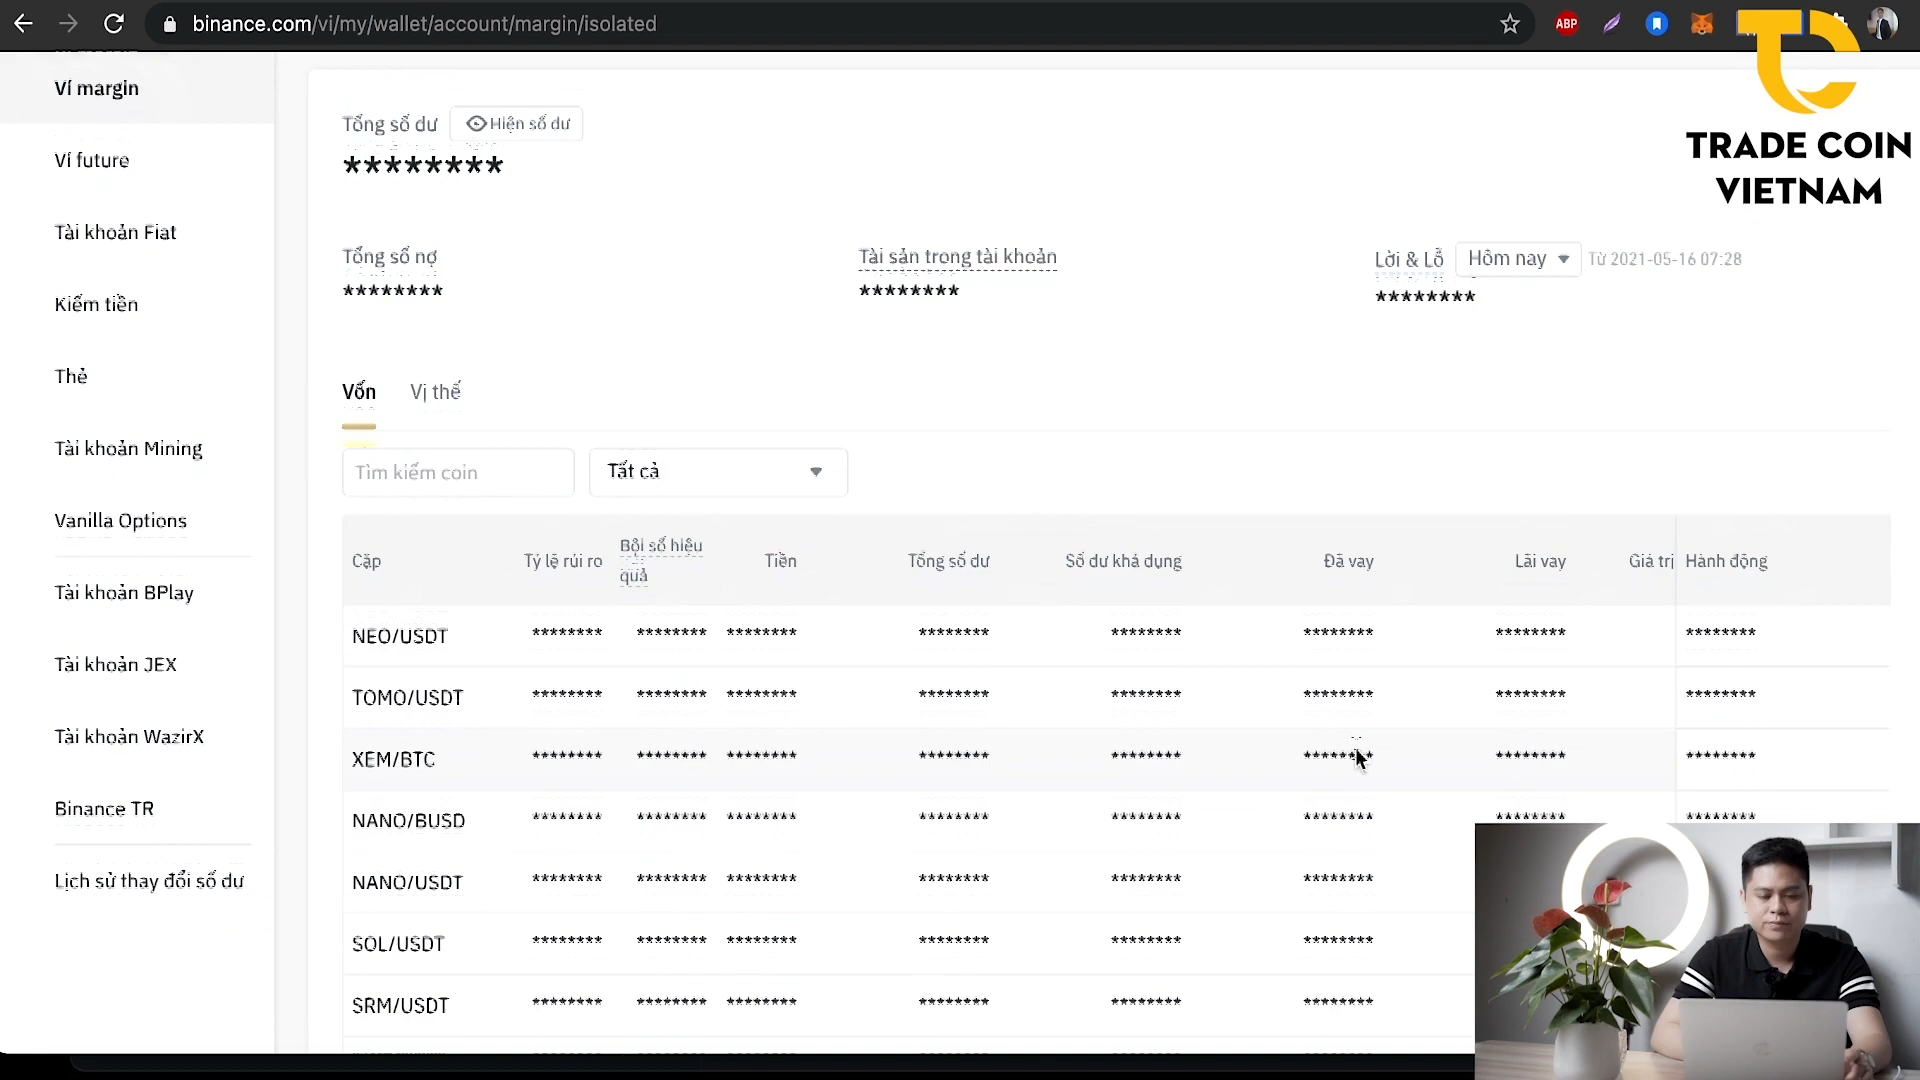 binance.com/vi/my/wallet/account/margin/isolated
ABP
TRADE COIN
VIETNAM
Ví margin
Ví future
Tài khoản Fiat
Kiếm tiền
Thẻ
Tài khoản Mining
Vanilla Options
Tài khoản BPlay
Tài khoản JEX
Tài khoản WazirX
Binance TR
Lịch sử thay đổi số dư
Tổng số dư Hiện số dư
********
Tổng số nợ Tài sản trong tài khoản Lời & Lỗ Hôm nay Từ 2021-05-16 07:28
******** ******** ********
Vốn Vị thế
Tìm kiếm coin Tất cả
Cặp Tỷ lệ rủi ro Bội số hiệu quả Tiền Tổng số dư Số dư khả dụng Đã vay Lãi vay Giá trị Hành động
NEO/USDT ******** ******** ******** ******** ******** ******** ******** ********
TOMO/USDT ******** ******** ******** ******** ******** ******** ******** ********
XEM/BTC ******** ******** ******** ******** ******** ******** ******** ********
NANO/BUSD ******** ******** ******** ******** ******** ******** ******** ********
NANO/USDT ******** ******** ******** ******** ******** ********
SOL/USDT ******** ******** ******** ******** ******** ********
SRM/USDT ******** ******** ******** ******** ******** ********